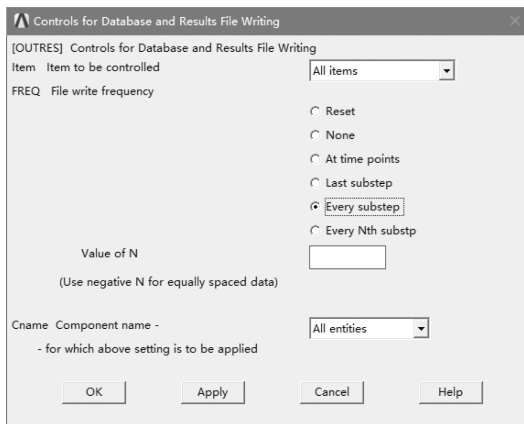 Controls for Database and Results File Writing
[OUTRES] Controls for Database and Results File Writing
Item Item to be controlled
All items
FREQ File write frequency
Reset
None
At time points
Last substep
Every substep
Every Nth substp
Value of N
(Use negative N for equally spaced data)
Cname Component name -
All entities
- for which above setting is to be applied
OK Apply Cancel Help